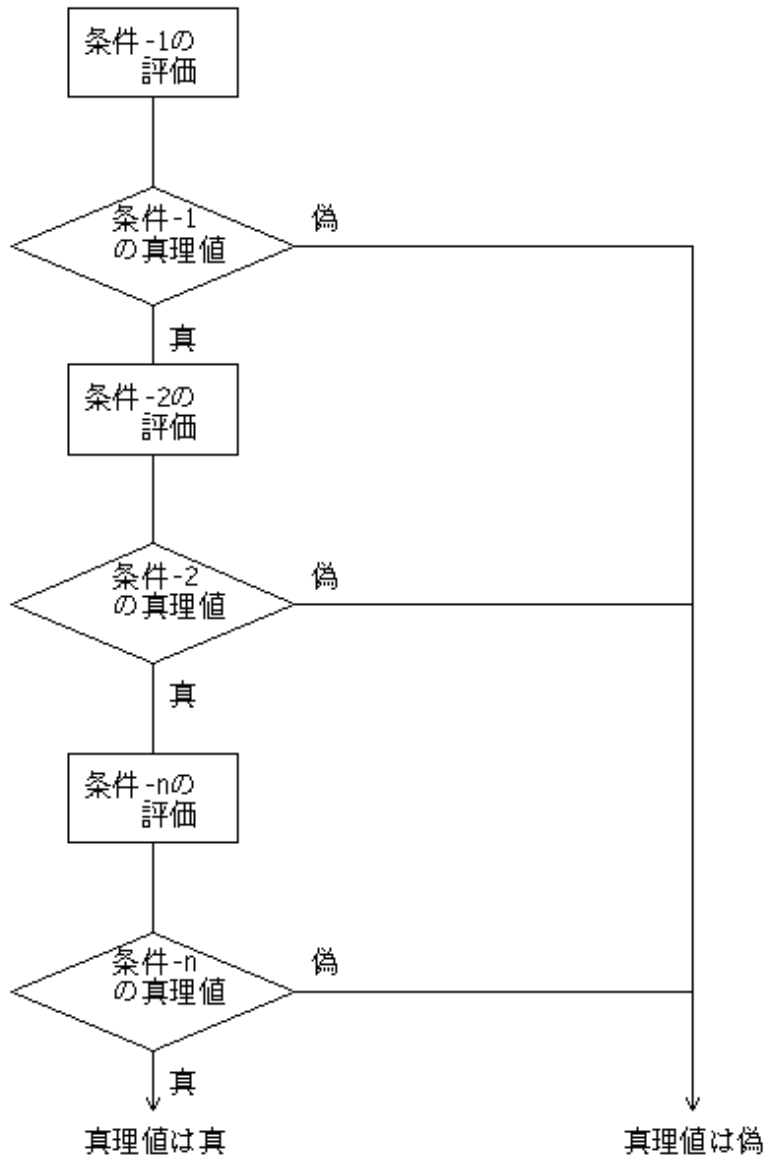 条件-1の
評価
条件-1
の真理値
偽
真
条件-2の
評価
条件-2
の真理値
偽
真
条件-nの
評価
条件-n
の真理値
偽
真
真理値は真
真理値は偽